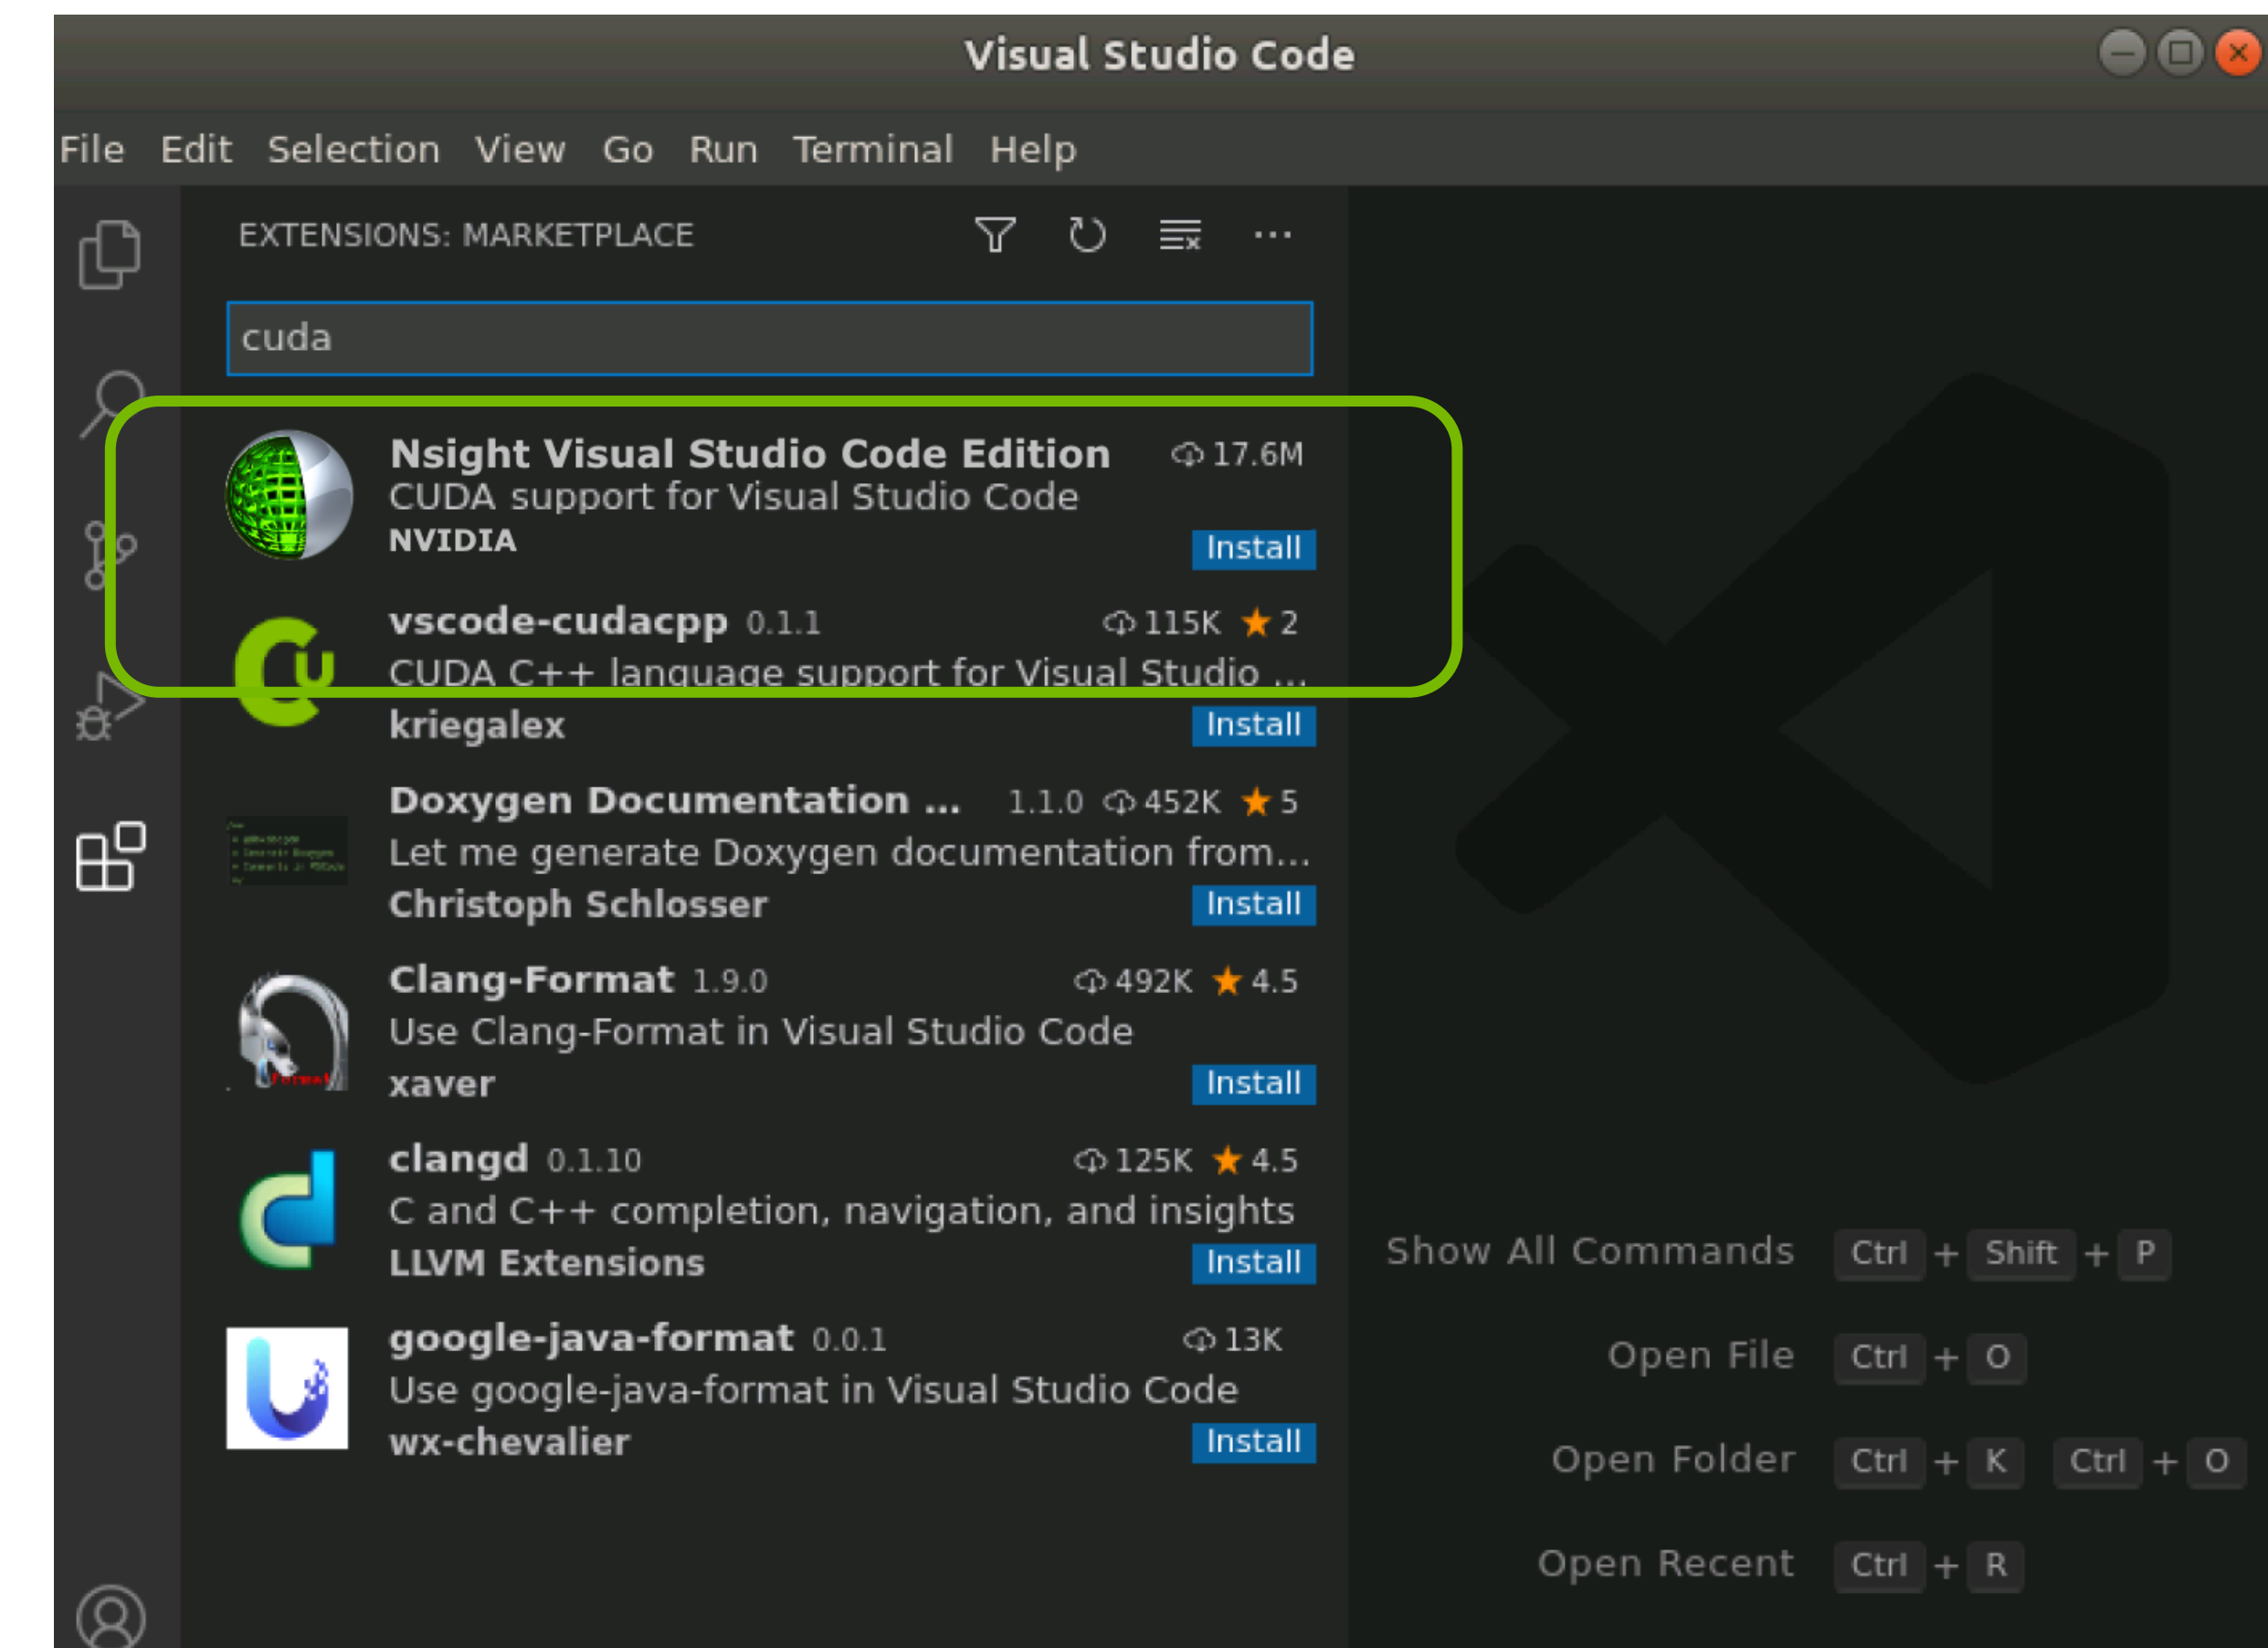 Visual Studio Code
File Edit Selection View Go Run Terminal Help
EXTENSIONS: MARKETPLACE
cuda
Nsight Visual Studio Code Edition 17.6M
CUDA support for Visual Studio Code
NVIDIA Install
vscode-cudacpp 0.1.1 115K ★ 2
CUDA C++ language support for Visual Studio ...
kriegalex Install
Doxygen Documentation ... 1.1.0 452K ★ 5
Let me generate Doxygen documentation from...
Christoph Schlosser Install
Clang-Format 1.9.0 492K ★ 4.5
Use Clang-Format in Visual Studio Code
format
xaver Install
clangd 0.1.10 125K ★ 4.5
C and C++ completion, navigation, and insights
LLVM Extensions Install
google-java-format 0.0.1 13K
Use google-java-format in Visual Studio Code
wx-chevalier Install
Show All Commands Ctrl + Shift + P
Open File Ctrl + O
Open Folder Ctrl + K Ctrl + O
Open Recent Ctrl + R